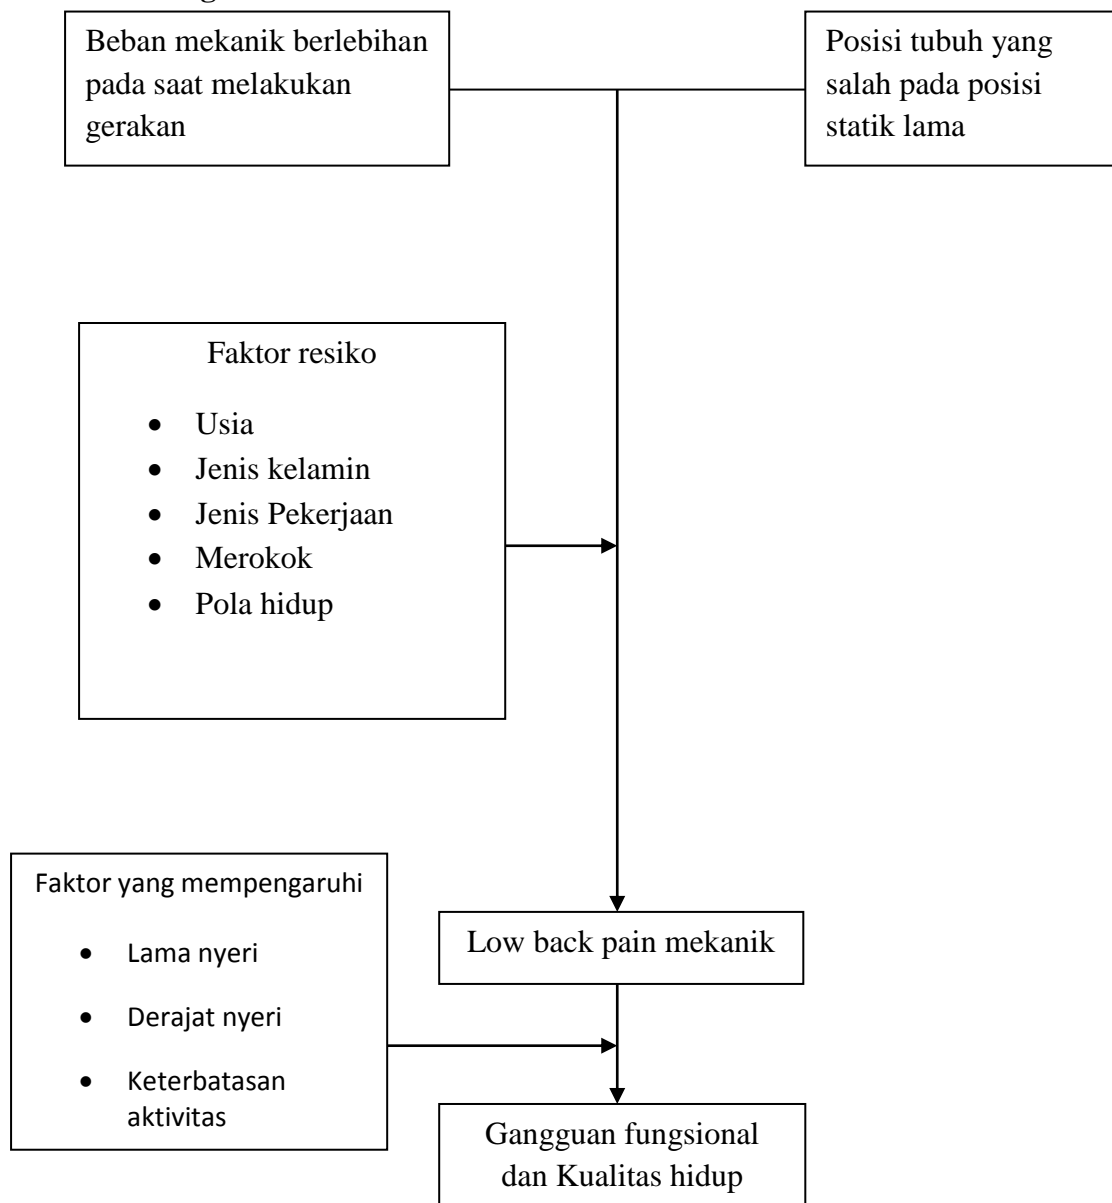 Beban mekanik berlebihan
pada saat melakukan
gerakan
Posisi tubuh yang
salah pada posisi
statik lama
Faktor resiko
• Usia
• Jenis kelamin
• Jenis Pekerjaan
• Merokok
• Pola hidup
Faktor yang mempengaruhi
• Lama nyeri
• Derajat nyeri
• Keterbatasan
aktivitas
Low back pain mekanik
Gangguan fungsional
dan Kualitas hidup